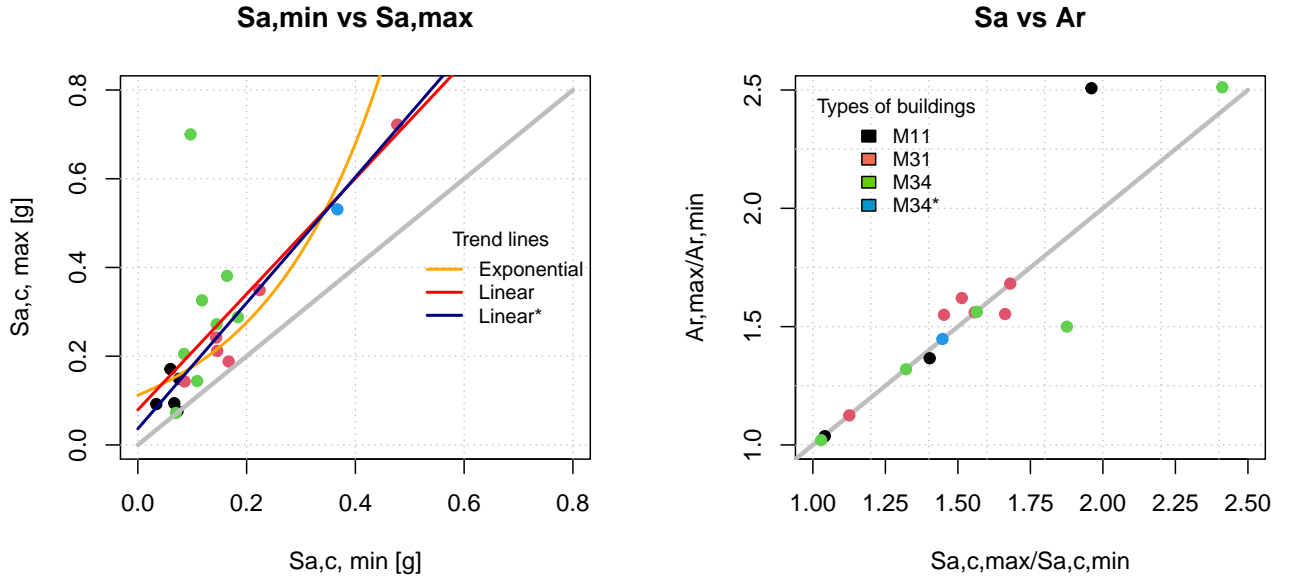 Sa,min vs Sa,max
Sa,c, max [g]
0.8
0.6
0.4
0.2
0.0
Trend lines
Exponential
Linear
Linear*
0.0 0.2 0.4 0.6 0.8
Sa,c, min [g]
Sa vs Ar
Ar,max/Ar,min
2.5
2.0
1.5
1.0
Types of buildings
M11
M31
M34
M34*
1.00 1.25 1.50 1.75 2.00 2.25 2.50
Sa,c,max/Sa,c,min